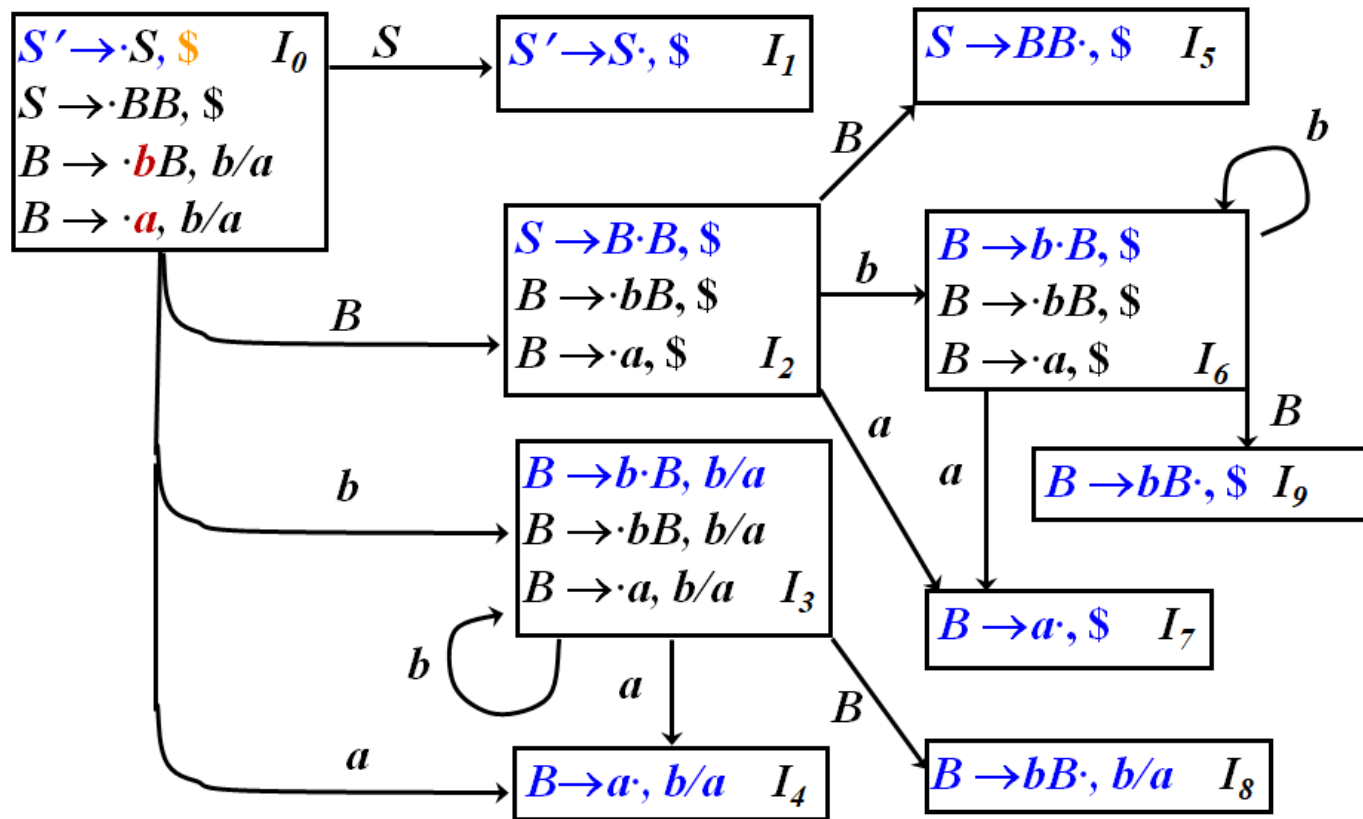 S′ → ·S, $ I₀
S → ·BB, $
B → ·bB, b/a
B → ·a, b/a
S
S′ → S·, $ I₁
S → BB·, $ I₅
B
b
B
S → B·B, $
B → ·bB, $
B → ·a, $ I₂
b
B → b·B, $
B → ·bB, $
B → ·a, $ I₆
a
a
B
B → bB·, $ I₉
b
B → b·B, b/a
B → ·bB, b/a
B → ·a, b/a I₃
b
a
B
B → a·, $ I₇
a
B → a·, b/a I₄
B → bB·, b/a I₈